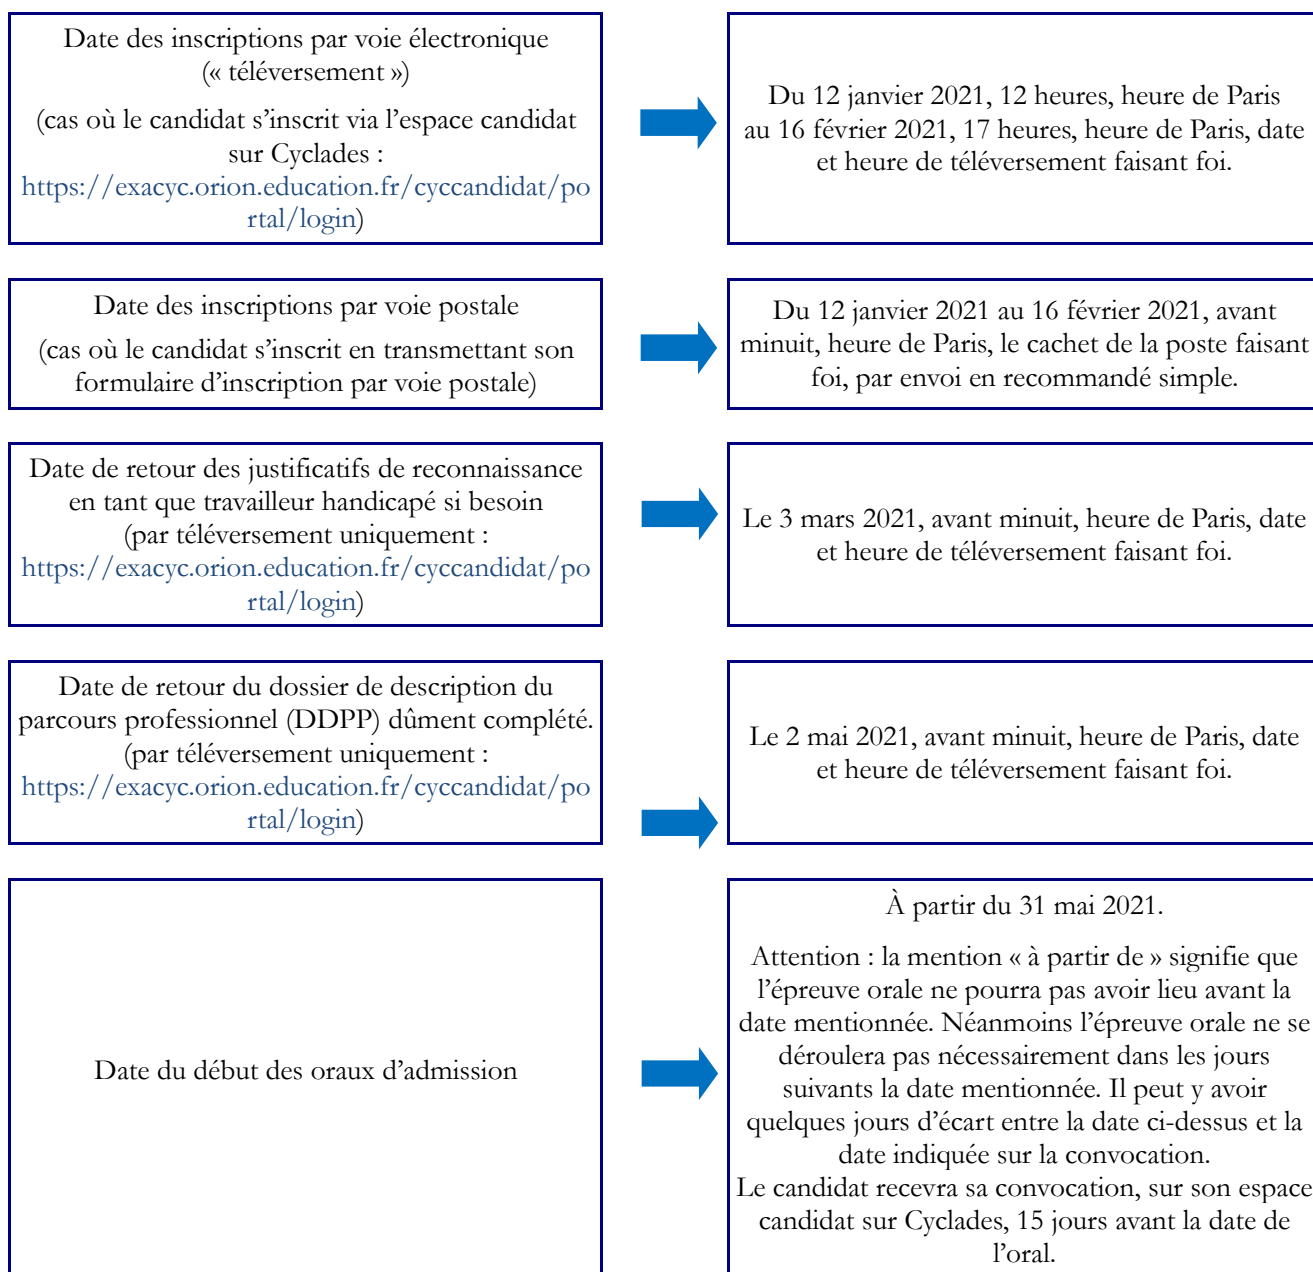 Date des inscriptions par voie électronique
(« téléversement »)
(cas où le candidat s’inscrit via l’espace candidat
sur Cyclades :
https://exacyc.orion.education.fr/cyccandidat/po
rtal/login)
Du 12 janvier 2021, 12 heures, heure de Paris
au 16 février 2021, 17 heures, heure de Paris, date
et heure de téléversement faisant foi.
Date des inscriptions par voie postale
(cas où le candidat s’inscrit en transmettant son
formulaire d’inscription par voie postale)
Du 12 janvier 2021 au 16 février 2021, avant
minuit, heure de Paris, le cachet de la poste faisant
foi, par envoi en recommandé simple.
Date de retour des justificatifs de reconnaissance
en tant que travailleur handicapé si besoin
(par téléversement uniquement :
https://exacyc.orion.education.fr/cyccandidat/po
rtal/login)
Le 3 mars 2021, avant minuit, heure de Paris, date
et heure de téléversement faisant foi.
Date de retour du dossier de description du
parcours professionnel (DDPP) dûment complété.
(par téléversement uniquement :
https://exacyc.orion.education.fr/cyccandidat/po
rtal/login)
Le 2 mai 2021, avant minuit, heure de Paris, date
et heure de téléversement faisant foi.
Date du début des oraux d’admission
À partir du 31 mai 2021.
Attention : la mention « à partir de » signifie que
l’épreuve orale ne pourra pas avoir lieu avant la
date mentionnée. Néanmoins l’épreuve orale ne se
déroulera pas nécessairement dans les jours
suivants la date mentionnée. Il peut y avoir
quelques jours d’écart entre la date ci-dessus et la
date indiquée sur la convocation.
Le candidat recevra sa convocation, sur son espace
candidat sur Cyclades, 15 jours avant la date de
l’oral.